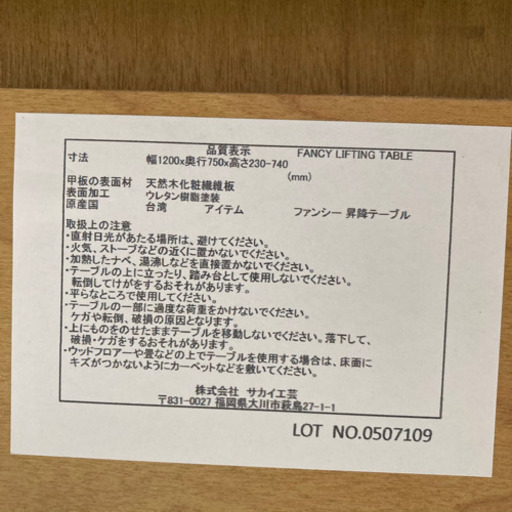 品質表示 FANCY LIFTING TABLE
寸法 幅1200x奥行750x高さ230-740
(mm)
甲板の表面材 天然木化粧繊維板
表面加工 ウレタン樹脂塗装
原産国 台湾 アイテム ファンシー 昇降テーブル
取扱上の注意
・直射日光があたる場所は、避けてください。
・火気、ストーブなどの近くに置かないでください。
・加熱したナベ、湯沸しなどを直接置かないでください。
・テーブルの上に立ったり、踏み台として使用しないでください。
転倒してけがをするおそれがあります。
・平らなところで使用してください。
・テーブルの一部に過度な荷重をかけないでください。
ケガや転倒、破損の原因となります。
・上にものをのせたままテーブルを移動しないでください。落下して、
破損・ケガをするおそれがあります。
・ウッドフロアーや畳などの上でテーブルを使用する場合は、床面に
キズがつかないようにカーペットなどを敷いてください。
株式会社 サカイ工芸
〒831-0027 福岡県大川市萩島27-1-1
LOT NO.0507109